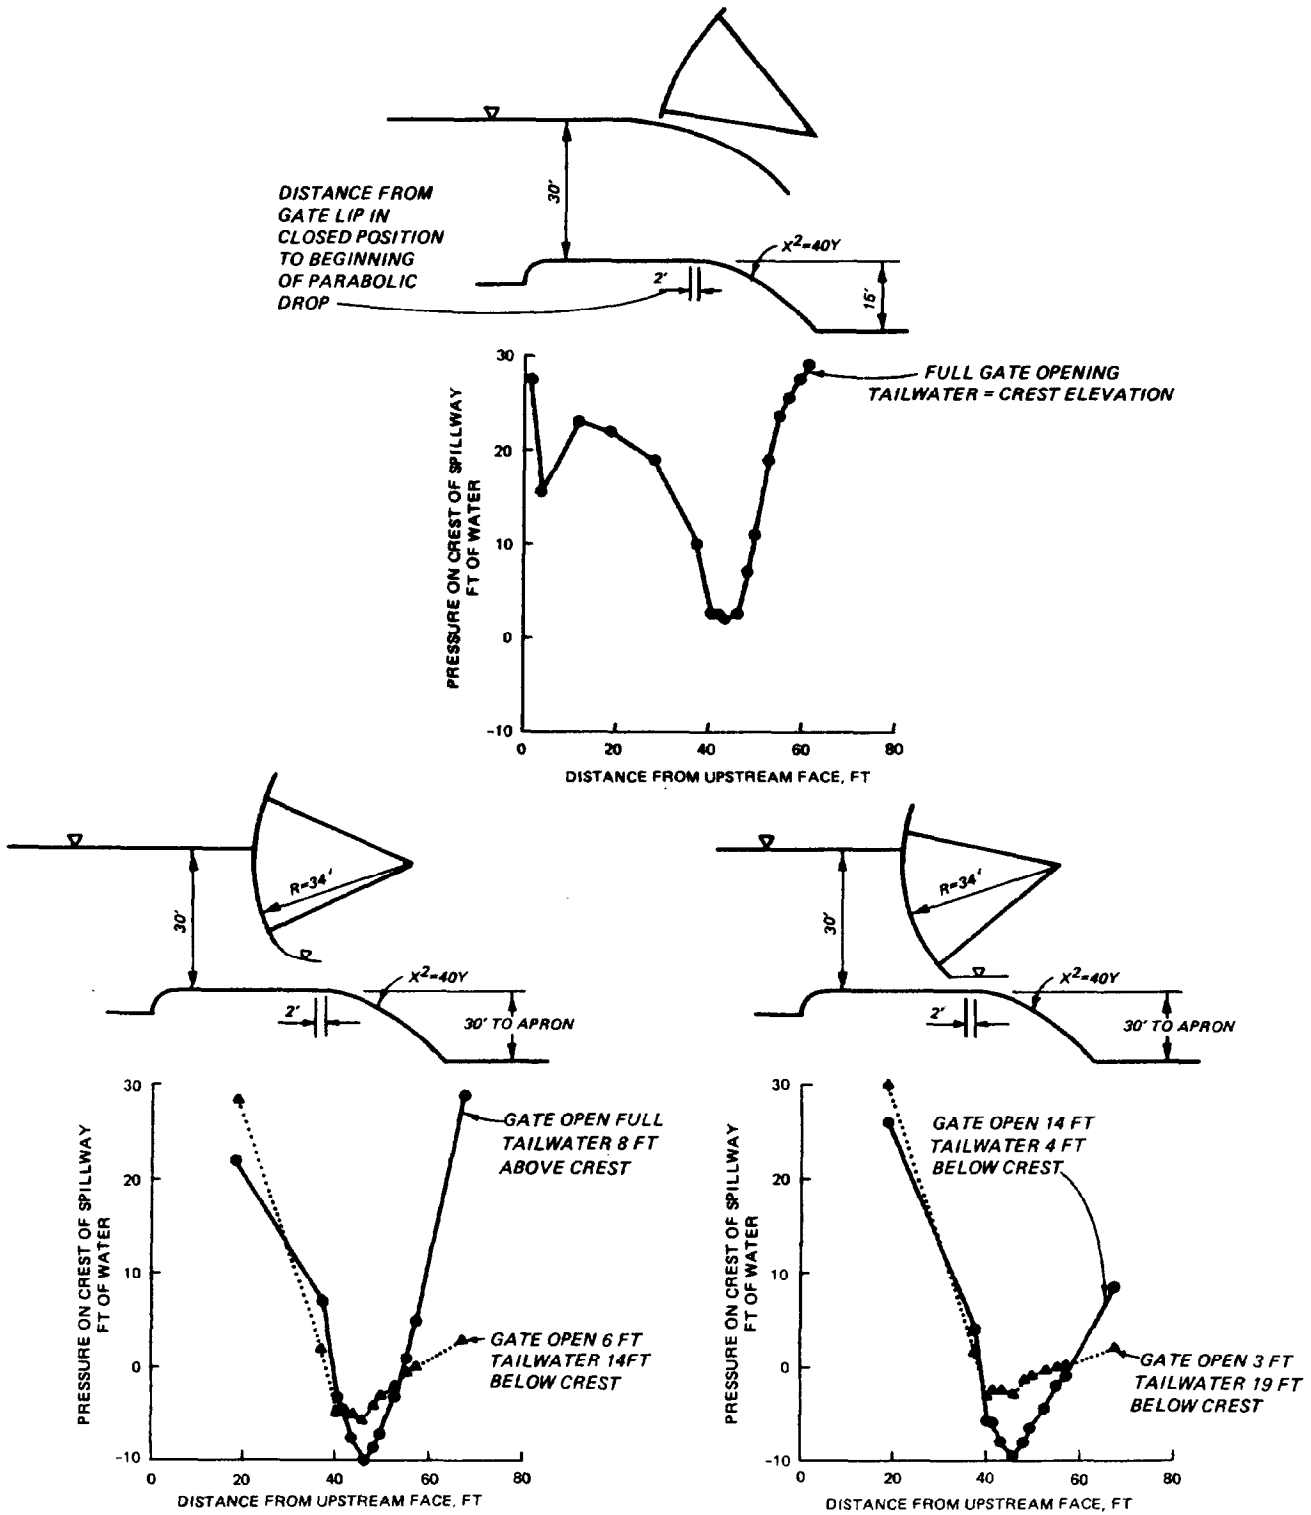 DISTANCE FROM
GATE LIP IN
CLOSED POSITION
TO BEGINNING
OF PARABOLIC
DROP
30'
2'
X²=40Y
15'
PRESSURE ON CREST OF SPILLWAY
FT OF WATER
30
20
10
0
-10
0 20 40 60 80
DISTANCE FROM UPSTREAM FACE, FT
FULL GATE OPENING
TAILWATER = CREST ELEVATION
30'
R=34'
X²=40Y
2'
30' TO APRON
PRESSURE ON CREST OF SPILLWAY
FT OF WATER
30
20
10
0
-10
0 20 40 60 80
DISTANCE FROM UPSTREAM FACE, FT
GATE OPEN FULL
TAILWATER 8 FT
ABOVE CREST
GATE OPEN 6 FT
TAILWATER 14FT
BELOW CREST
30'
R=34'
X²=40Y
2'
30' TO APRON
PRESSURE ON CREST OF SPILLWAY
FT OF WATER
30
20
10
0
-10
0 20 40 60 80
DISTANCE FROM UPSTREAM FACE, FT
GATE OPEN 14 FT
TAILWATER 4 FT
BELOW CREST
GATE OPEN 3 FT
TAILWATER 19 FT
BELOW CREST